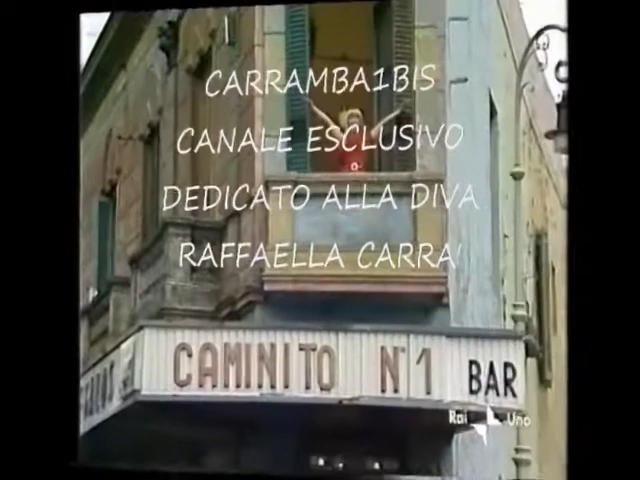 CARRAMBA1BIS
CANALE ESCLUSIVO
DEDICATO ALLA DIVA
RAFFAELLA CARRA'
CAMINITO N°1 BAR
Rai Uno